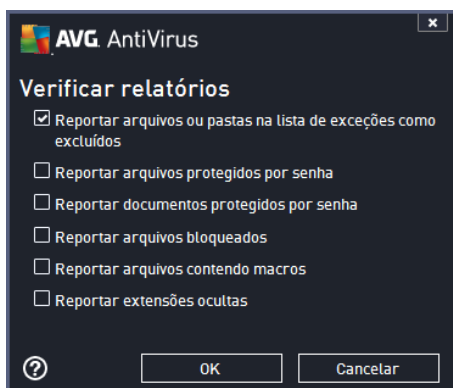 x
AVG AntiVirus
Verificar relatórios
Reportar arquivos ou pastas na lista de exceções como
excluídos
Reportar arquivos protegidos por senha
Reportar documentos protegidos por senha
Reportar arquivos bloqueados
Reportar arquivos contendo macros
Reportar extensões ocultas
? OK Cancelar